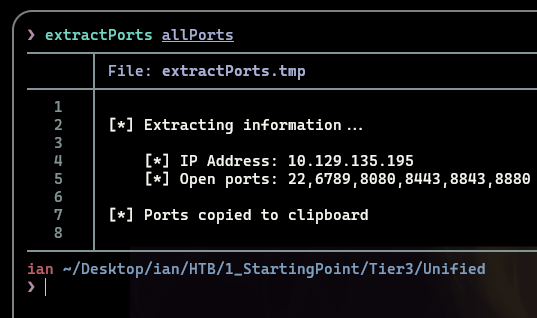 ❯ extractPorts allPorts
File: extractPorts.tmp
1
2 [*] Extracting information...
3
4 [*] IP Address: 10.129.135.195
5 [*] Open ports: 22,6789,8080,8443,8843,8880
6
7 [*] Ports copied to clipboard
8
ian ~/Desktop/ian/HTB/1_StartingPoint/Tier3/Unified
❯